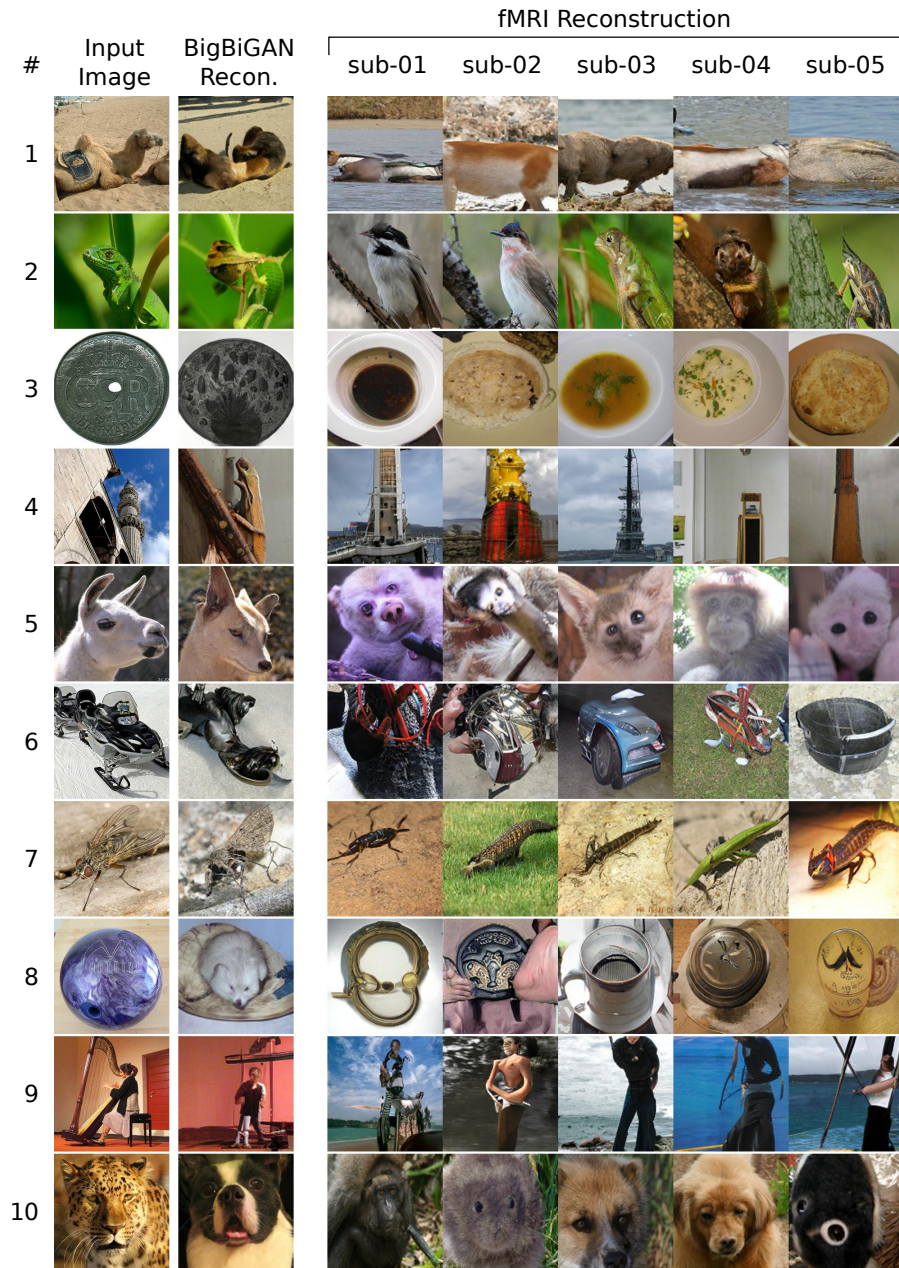 fMRI Reconstruction
#
Input
Image
BigBiGAN
Recon.
sub-01
sub-02
sub-03
sub-04
sub-05
1
2
3
C R
4
5
6
7
8
9
10